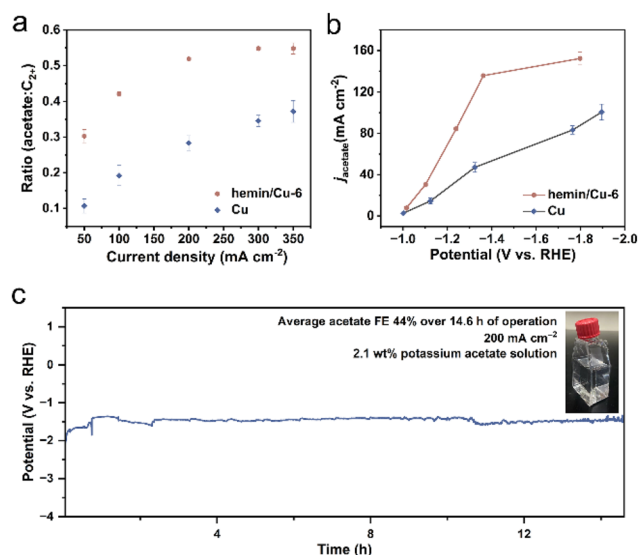 a
Ratio (acetate:C2+)
0.6
0.5
0.4
0.3
0.2
0.1
50
100
200
300
350
Current density (mA cm−2)
hemin/Cu-6
Cu
b
jacetate(mA cm−2)
160
120
80
40
0
−1.0
−1.2
−1.4
−1.6
−1.8
−2.0
Potential (V vs. RHE)
hemin/Cu-6
Cu
c
Potential (V vs. RHE)
1
0
−1
−2
−3
−4
4
8
12
Time (h)
Average acetate FE 44% over 14.6 h of operation
200 mA cm−2
2.1 wt% potassium acetate solution